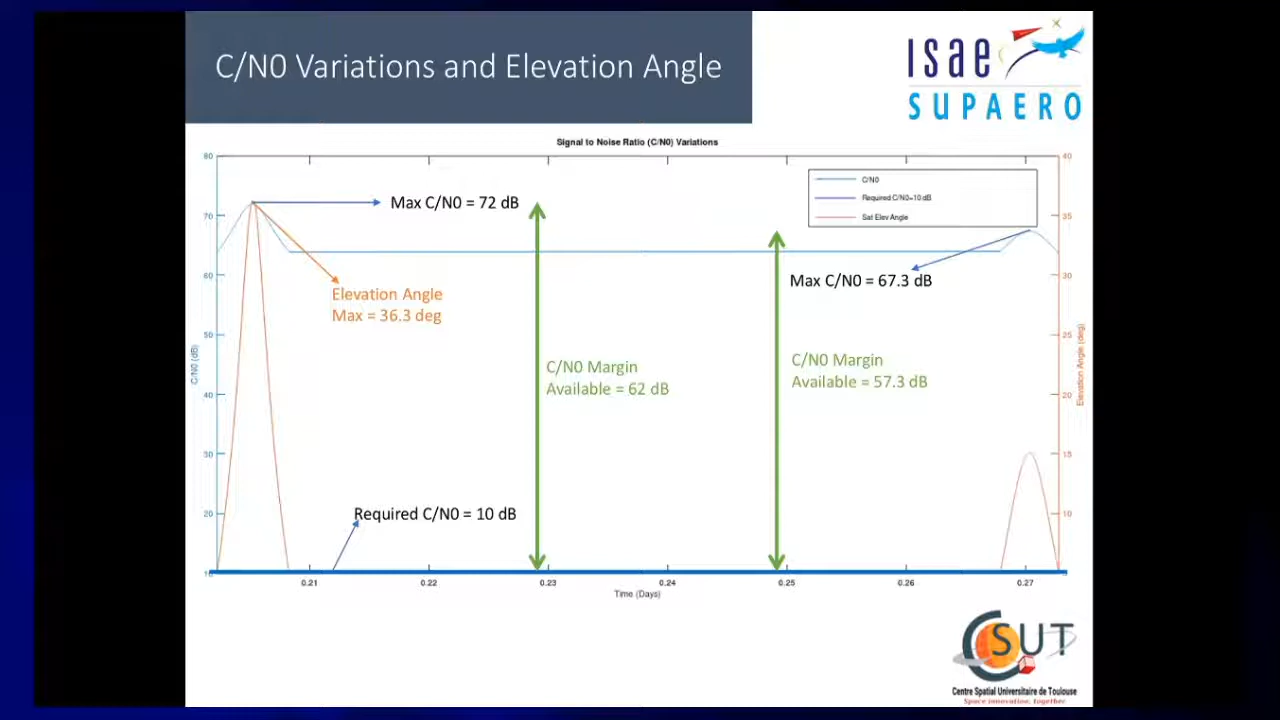 C/N0 Variations and Elevation Angle
ISAE
SUPAERO
Signal to Noise Ratio (C/N0) Variations
80
70
60
50
40
30
20
10
C/N0 (dB)
40
35
30
25
20
15
10
5
Elevation Angle (deg)
C/N0
Required C/N0=10 dB
Sat Elev Angle
Max C/N0 = 72 dB
Max C/N0 = 67.3 dB
Elevation Angle
Max = 36.3 deg
C/N0 Margin
Available = 62 dB
C/N0 Margin
Available = 57.3 dB
Required C/N0 = 10 dB
0.21
0.22
0.23
0.24
0.25
0.26
0.27
Time (Days)
CSUT
Centre Spatial Universitaire de Toulouse
Space innovation, together